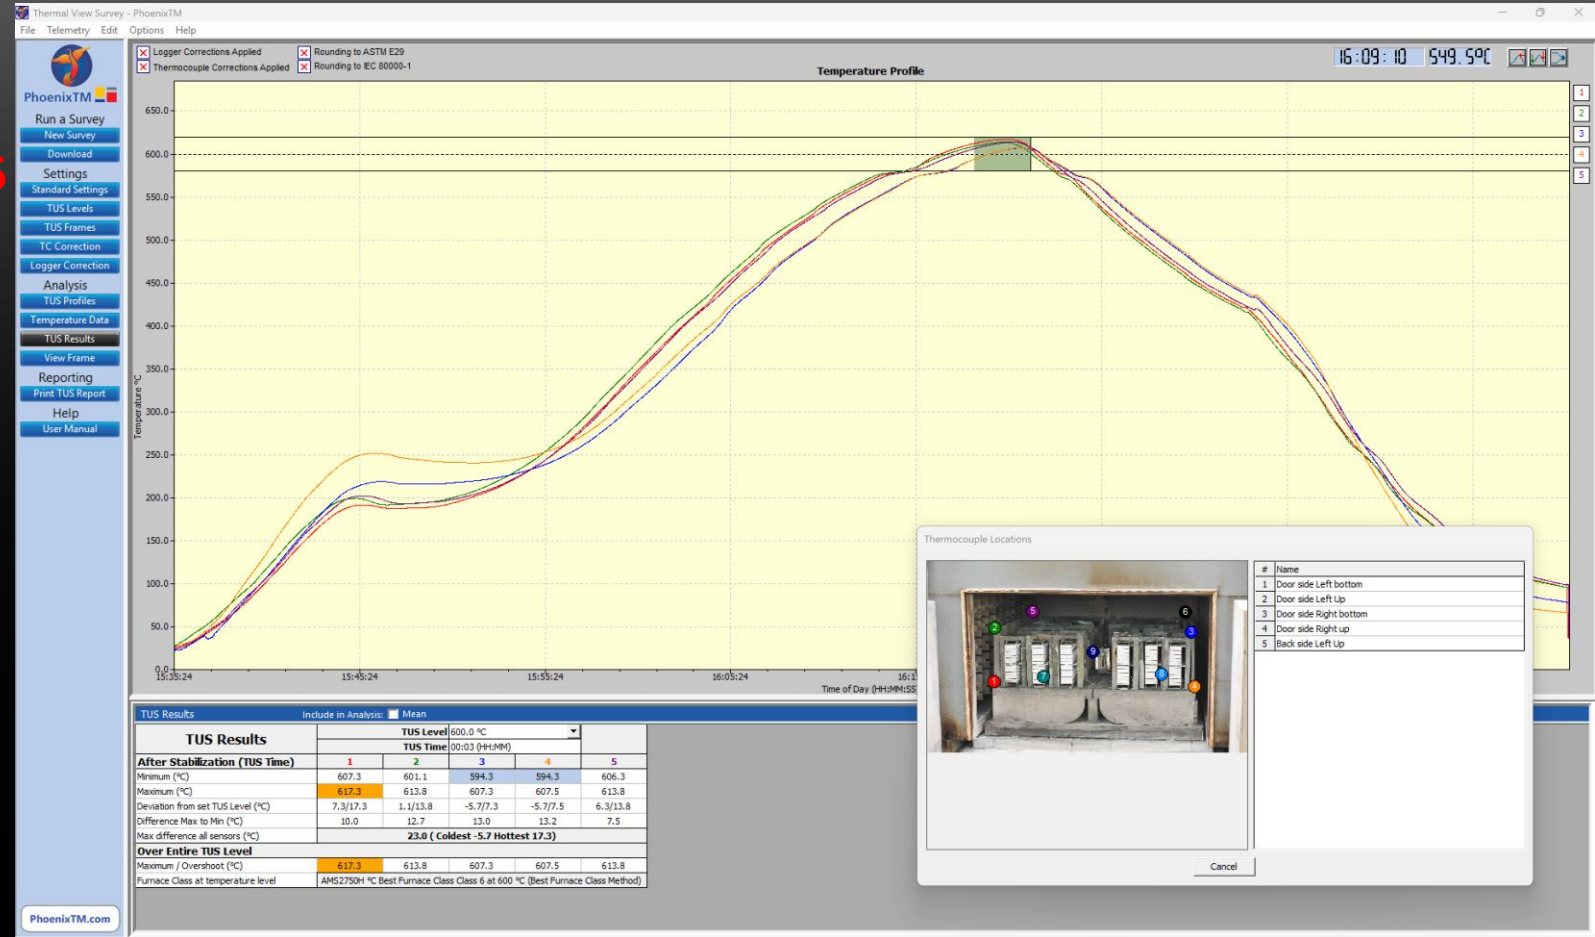 Thermal View Survey - PhoenixTM
File Telemetry Edit Options Help
PhoenixTM
Run a Survey
New Survey
Download
Settings
Standard Settings
TUS Levels
TUS Frames
TC Correction
Logger Correction
Analysis
TUS Profiles
Temperature Data
TUS Results
View Frame
Reporting
Print TUS Report
Help
User Manual
PhoenixTM.com
Logger Corrections Applied
Rounding to ASTM E29
Thermocouple Corrections Applied
Rounding to IEC 80000-1
Temperature Profile
16:09:10 549.5°C
1
2
3
4
5
Temperature °C
650.0
600.0
550.0
500.0
450.0
400.0
350.0
300.0
250.0
200.0
150.0
100.0
50.0
0.0
15:35:24 15:45:24 15:55:24 16:05:24
Time of Day (HH:MM:SS
Thermocouple Locations
5
6
2
3
9
1
7
4
# Name
1 Door side Left bottom
2 Door side Left Up
3 Door side Right bottom
4 Door side Right up
5 Back side Left Up
Cancel
TUS Results Include in Analysis: Mean
TUS Results
TUS Level 600.0 °C
TUS Time 00:03 (HH:MM)
After Stabilization (TUS Time) 1 2 3 4 5
Minimum (°C) 607.3 601.1 594.3 594.3 606.3
Maximum (°C) 617.3 613.8 607.3 607.5 613.8
Deviation from set TUS Level (°C) 7.3/17.3 1.1/13.8 -5.7/7.3 -5.7/7.5 6.3/13.8
Difference Max to Min (°C) 10.0 12.7 13.0 13.2 7.5
Max difference all sensors (°C) 23.0 ( Coldest -5.7 Hottest 17.3)
Over Entire TUS Level
Maximum / Overshoot (°C) 617.3 613.8 607.3 607.5 613.8
Furnace Class at temperature level AMS2750H °C Best Furnace Class Class 6 at 600 °C (Best Furnace Class Method)